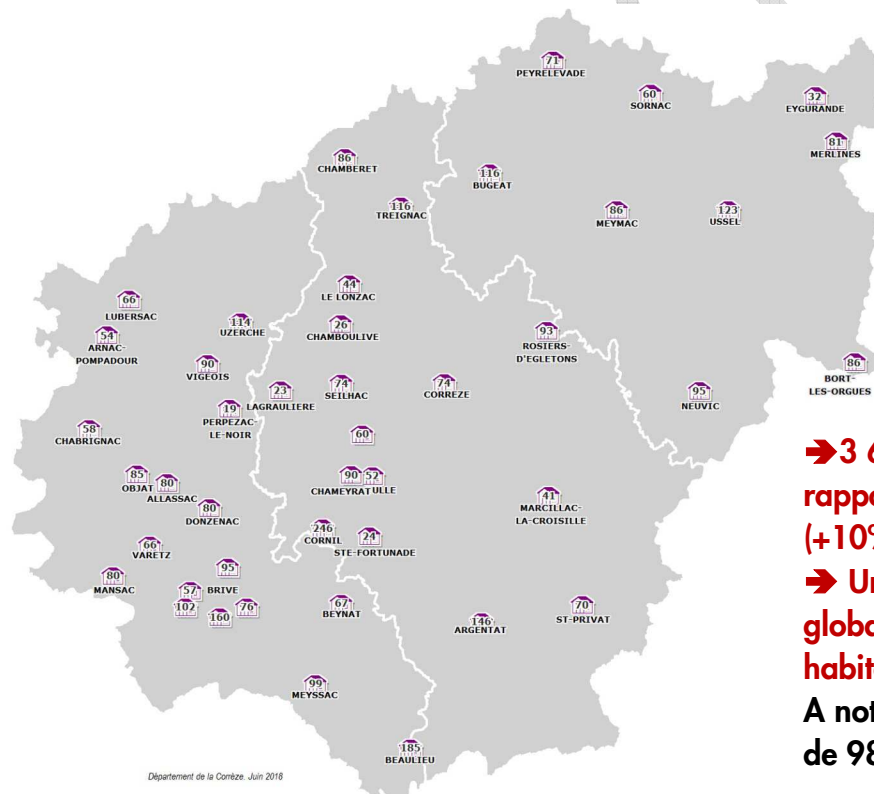 71
PEYRELEVADE
60
SORNAC
32
EYGURANDE
81
MERLINES
86
CHAMBERET
116
BUGEAT
116
TREIGNAC
86
MEYMAC
123
USSEL
44
LE LONZAC
66
LUBERSAC
114
UZERCHE
26
CHAMBOULIVE
93
ROSIERS-
D'EGLETONS
54
ARNAC-
POMPADOUR
90
VIGEOIS
86
BORT-
LES-ORGUES
23
LAGRAULIERE
74
SEILHAC
74
CORREZE
95
NEUVIC
19
PERPEZAC-
LE-NOIR
58
CHABRIGNAC
60
85
OBJAT
80
ALLASSAC
90
CHAMEYRAT
52
ULLE
80
DONZENAC
41
MARCILLAC-
LA-CROISILLE
246
CORNIL
24
STE-FORTUNADE
66
VARETZ
80
MANSAC
95
BRIVE
57
102
160
76
67
BEYNAT
146
ARGENTAT
70
ST-PRIVAT
99
MEYSSAC
185
BEAULIEU
Département de la Corrèze. Juin 2018
➔3 6
rappo
(+10%
➔ Un
globa
habit
A not
de 98